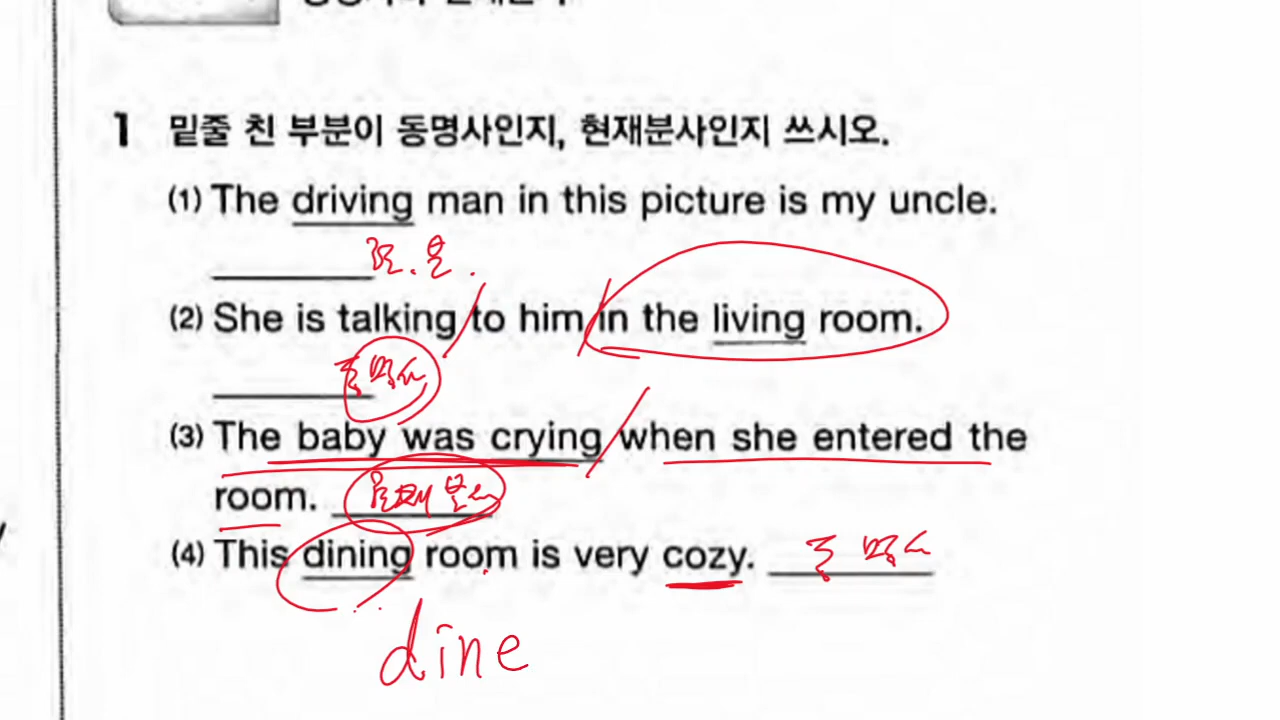 1 밑줄 친 부분이 동명사인지, 현재분사인지 쓰시오.
(1) The driving man in this picture is my uncle.
현.분.
(2) She is talking to him in the living room.
동명사
(3) The baby was crying when she entered the
room. 현재분사
(4) This dining room is very cozy. 동명사
dine